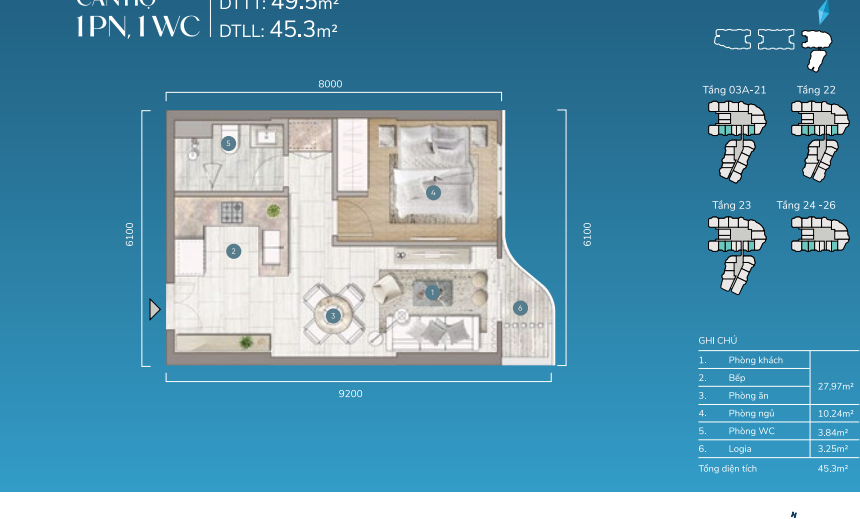 CĂN HỘ
1PN, 1WC
DTTT: 49.5m²
DTLL: 45.3m²
8000
6100
6100
9200
1
2
3
4
5
6
Tầng 03A-21
Tầng 22
Tầng 23
Tầng 24 -26
GHI CHÚ
1. Phòng khách
2. Bếp
27,97m²
3. Phòng ăn
4. Phòng ngủ 10.24m²
5. Phòng WC 3.84m²
6. Logia 3.25m²
Tổng diện tích 45.3m²
N